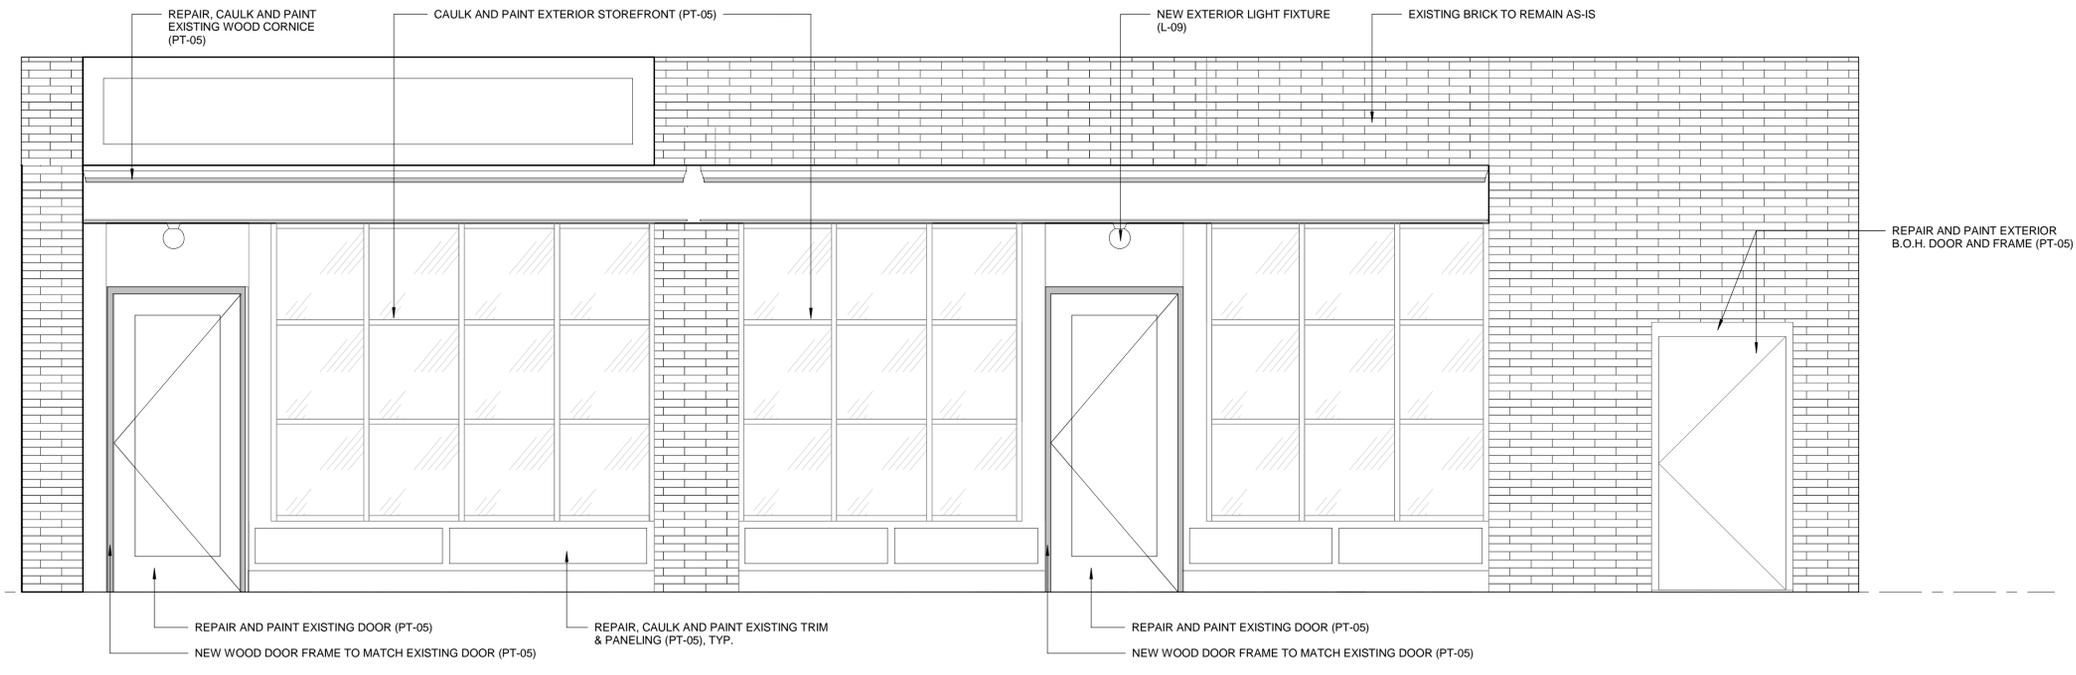 REPAIR, CAULK AND PAINT
EXISTING WOOD CORNICE
(PT-05)
CAULK AND PAINT EXTERIOR STOREFRONT (PT-05)
NEW EXTERIOR LIGHT FIXTURE
(L-09)
EXISTING BRICK TO REMAIN AS-IS
REPAIR AND PAINT EXTERIOR
B.O.H. DOOR AND FRAME (PT-05)
REPAIR AND PAINT EXISTING DOOR (PT-05)
NEW WOOD DOOR FRAME TO MATCH EXISTING DOOR (PT-05)
REPAIR, CAULK AND PAINT EXISTING TRIM
& PANELING (PT-05), TYP.
REPAIR AND PAINT EXISTING DOOR (PT-05)
NEW WOOD DOOR FRAME TO MATCH EXISTING DOOR (PT-05)